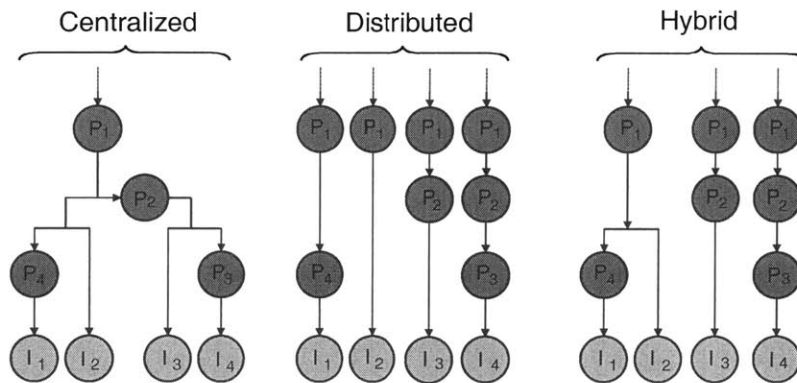 Centralized Distributed Hybrid
P1 P1 P1 P1 P1 P1 P1 P1
P2 P2 P2 P2 P2
P4 P3 P4 P3 P4 P3
I1 I2 I3 I4 I1 I2 I3 I4 I1 I2 I3 I4